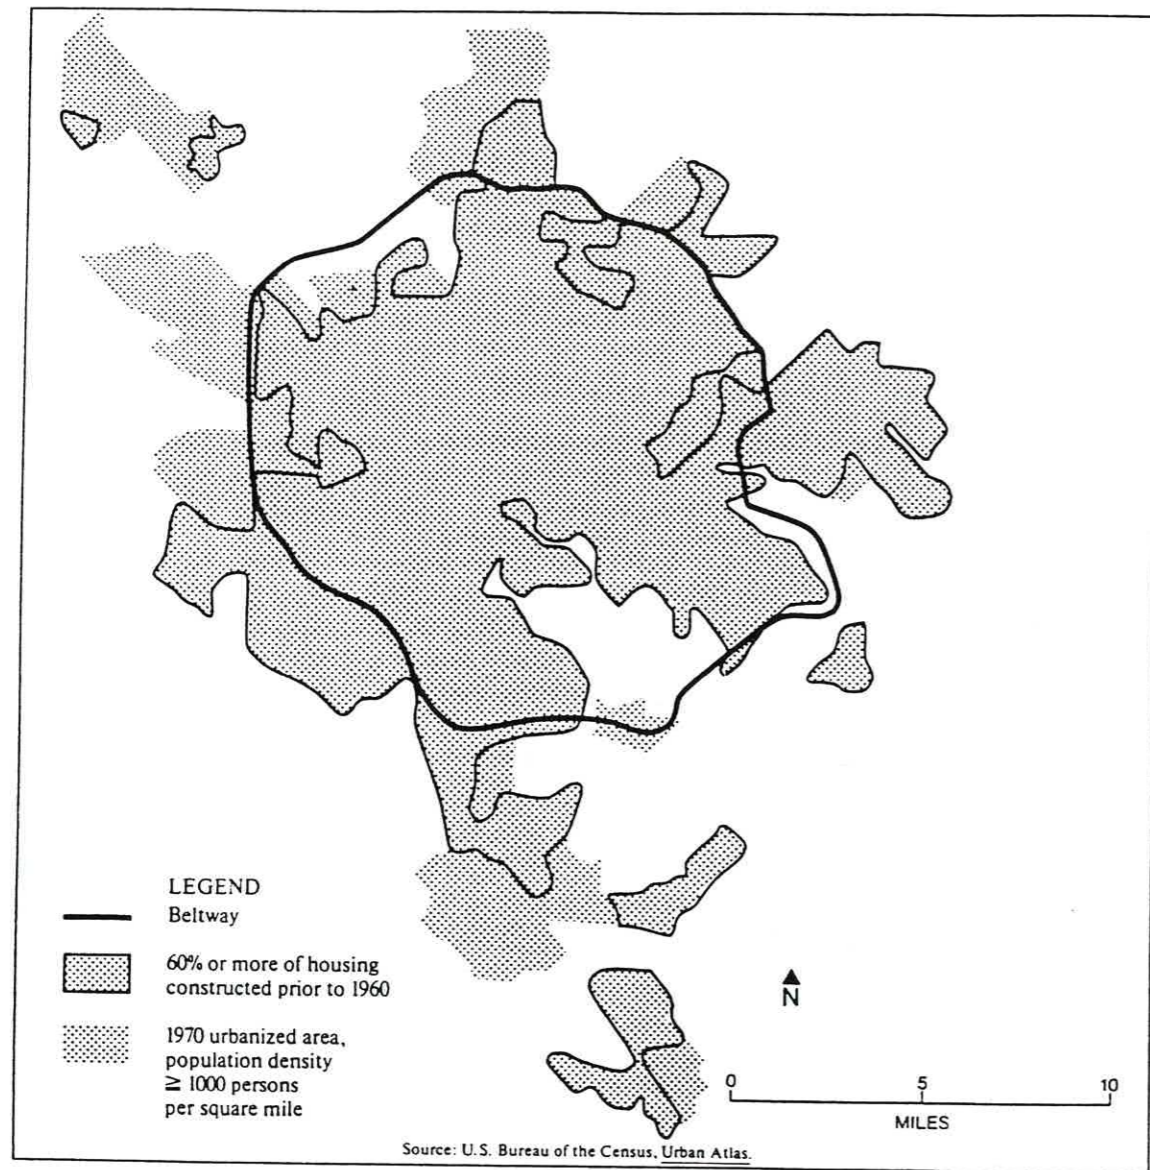 LEGEND
Beltway
60% or more of housing
constructed prior to 1960
1970 urbanized area,
population density
≧ 1000 persons
per square mile
N
0 5 10
MILES
Source: U.S. Bureau of the Census, Urban Atlas.